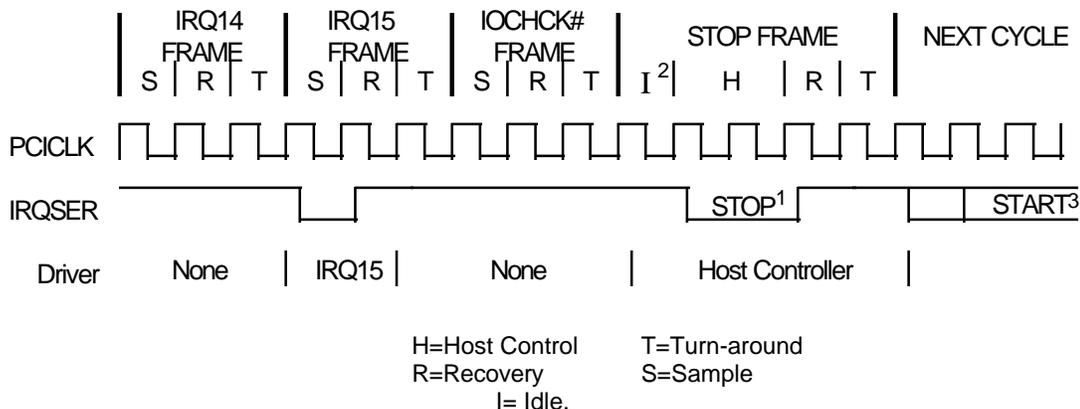 IRQ14 IRQ15 IOCHCK#
FRAME FRAME FRAME STOP FRAME NEXT CYCLE
S R T S R T S R T I 2 H R T
PCICLK
IRQSER STOP1 START3
Driver None IRQ15 None Host Controller
H=Host Control T=Turn-around
R=Recovery S=Sample
I= Idle.